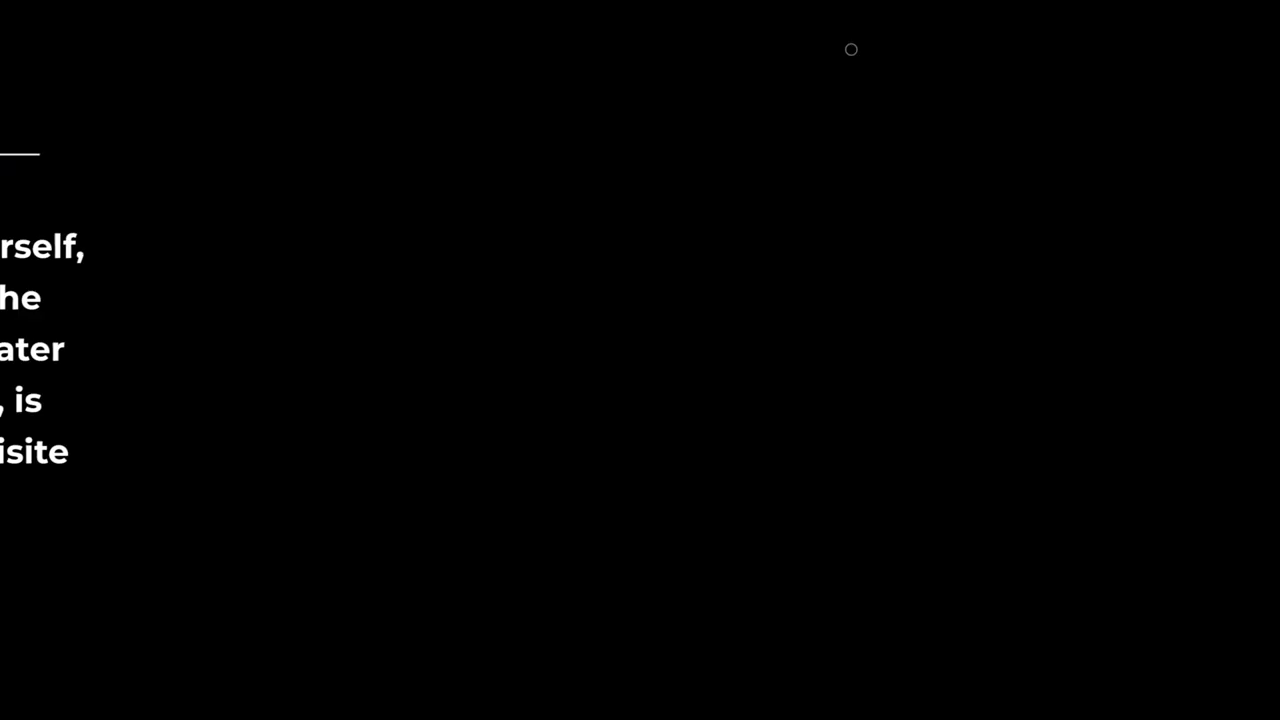 rself,
he
ater
, is
isite